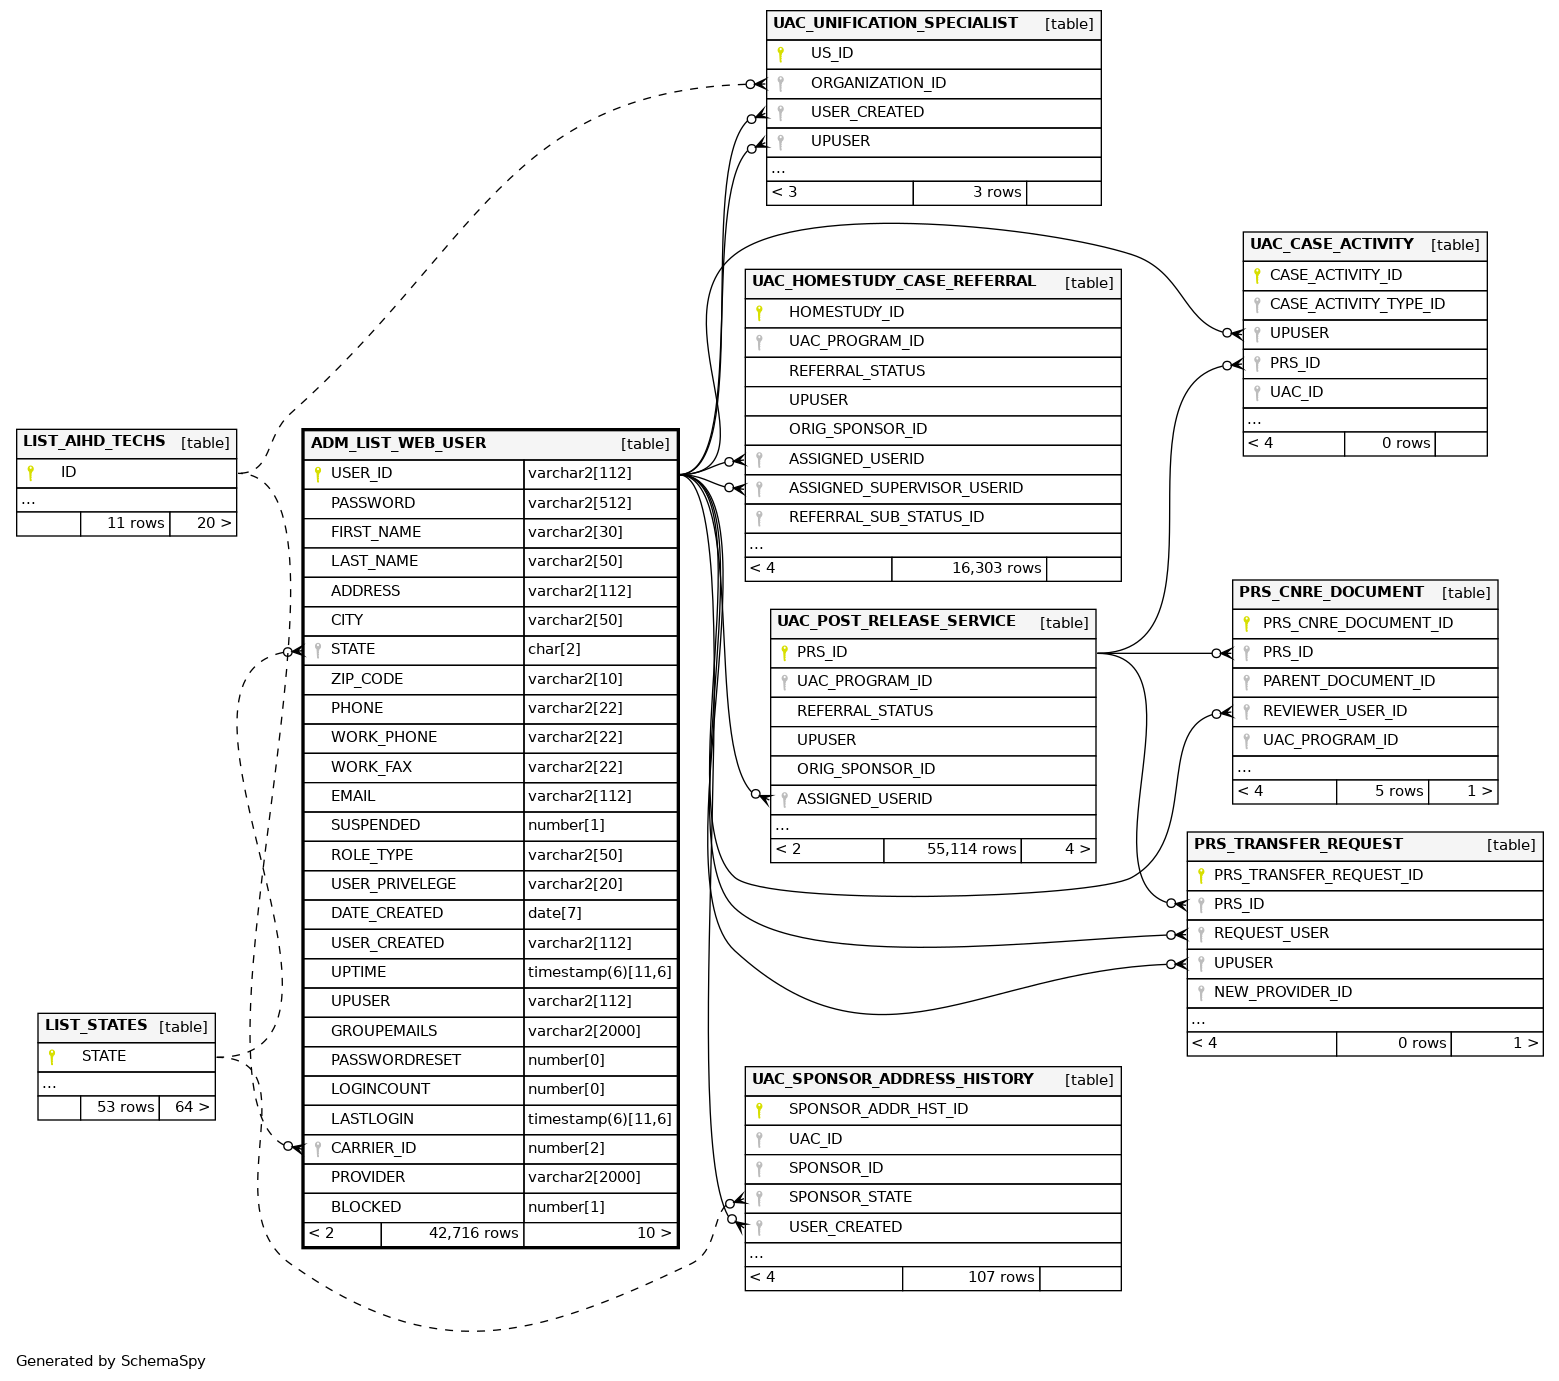 UAC_UNIFICATION_SPECIALIST [table]
US_ID
ORGANIZATION_ID
USER_CREATED
UPUSER
...
< 3 3 rows
UAC_CASE_ACTIVITY [table]
CASE_ACTIVITY_ID
CASE_ACTIVITY_TYPE_ID
UPUSER
PRS_ID
UAC_ID
...
< 4 0 rows
UAC_HOMESTUDY_CASE_REFERRAL [table]
HOMESTUDY_ID
UAC_PROGRAM_ID
REFERRAL_STATUS
UPUSER
ORIG_SPONSOR_ID
ASSIGNED_USERID
ASSIGNED_SUPERVISOR_USERID
REFERRAL_SUB_STATUS_ID
...
< 4 16,303 rows
LIST_AIHD_TECHS [table]
ID
...
11 rows 20 >
ADM_LIST_WEB_USER [table]
USER_ID varchar2[112]
PASSWORD varchar2[512]
FIRST_NAME varchar2[30]
LAST_NAME varchar2[50]
ADDRESS varchar2[112]
CITY varchar2[50]
STATE char[2]
ZIP_CODE varchar2[10]
PHONE varchar2[22]
WORK_PHONE varchar2[22]
WORK_FAX varchar2[22]
EMAIL varchar2[112]
SUSPENDED number[1]
ROLE_TYPE varchar2[50]
USER_PRIVELEGE varchar2[20]
DATE_CREATED date[7]
USER_CREATED varchar2[112]
UPTIME timestamp(6)[11,6]
UPUSER varchar2[112]
GROUPEMAILS varchar2[2000]
PASSWORDRESET number[0]
LOGINCOUNT number[0]
LASTLOGIN timestamp(6)[11,6]
CARRIER_ID number[2]
PROVIDER varchar2[2000]
BLOCKED number[1]
< 2 42,716 rows 10 >
UAC_POST_RELEASE_SERVICE [table]
PRS_ID
UAC_PROGRAM_ID
REFERRAL_STATUS
UPUSER
ORIG_SPONSOR_ID
ASSIGNED_USERID
...
< 2 55,114 rows 4 >
PRS_CNRE_DOCUMENT [table]
PRS_CNRE_DOCUMENT_ID
PRS_ID
PARENT_DOCUMENT_ID
REVIEWER_USER_ID
UAC_PROGRAM_ID
...
< 4 5 rows 1 >
PRS_TRANSFER_REQUEST [table]
PRS_TRANSFER_REQUEST_ID
PRS_ID
REQUEST_USER
UPUSER
NEW_PROVIDER_ID
...
< 4 0 rows 1 >
LIST_STATES [table]
STATE
...
53 rows 64 >
UAC_SPONSOR_ADDRESS_HISTORY [table]
SPONSOR_ADDR_HST_ID
UAC_ID
SPONSOR_ID
SPONSOR_STATE
USER_CREATED
...
< 4 107 rows
Generated by SchemaSpy